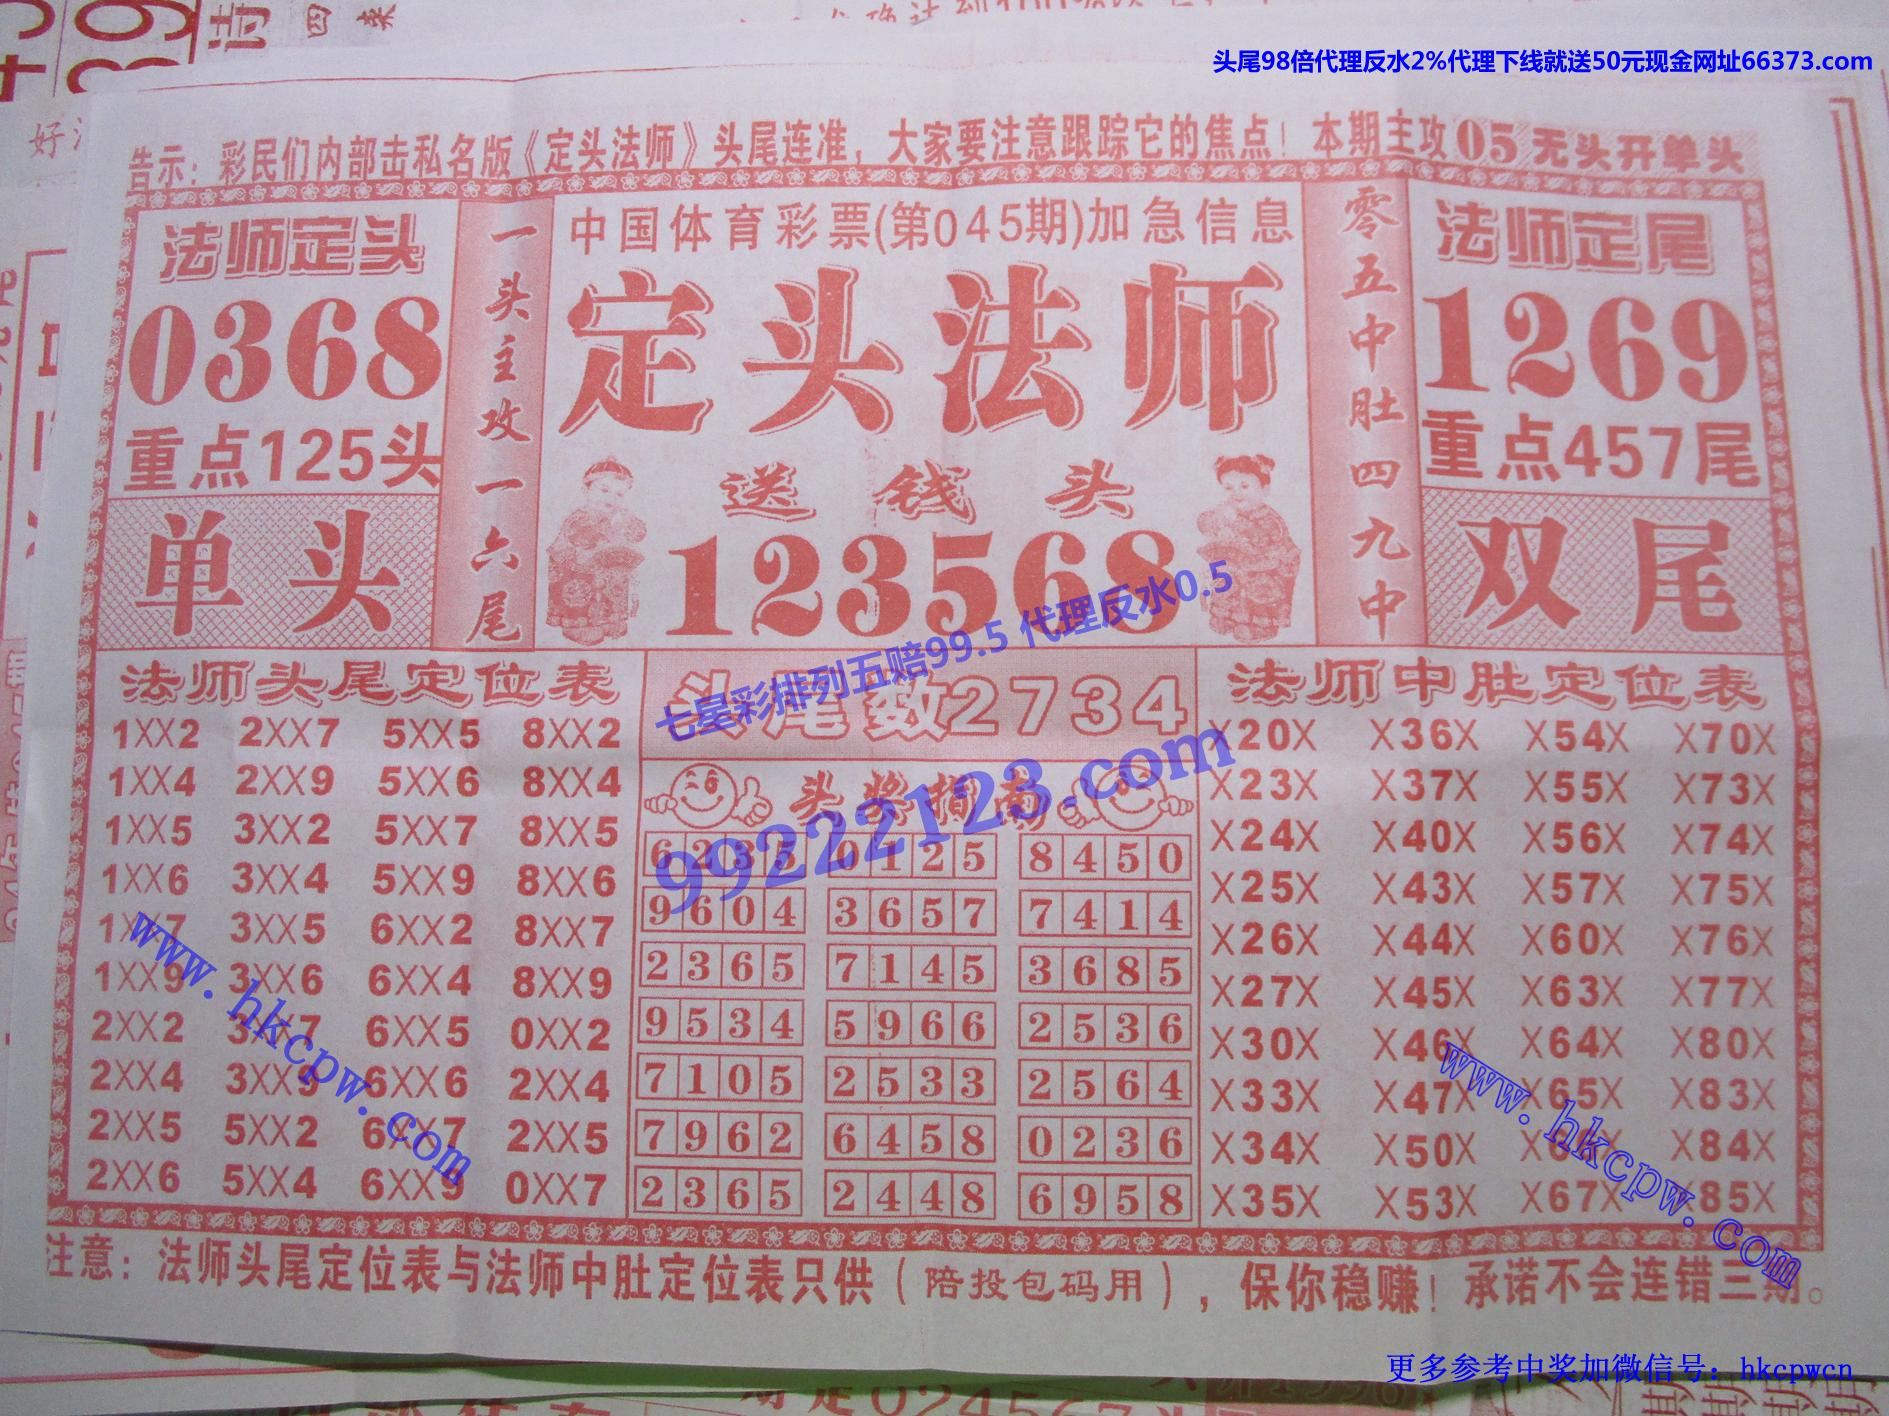 头尾98倍代理反水2%代理下线就送50元现金网址66373.com
告示：彩民们内部击私名版《定头法师》头尾连准，大家要注意跟踪它的焦点！本期主攻05无头开单头
法师定头
0368
重点125头
单头
一头主攻一六尾
中国体育彩票(第045期)加急信息
定头法师
送钱头
123568
零五中肚四九中
法师定尾
1269
重点457尾
双尾
七星彩排列五赔99.5 代理反水0.5
99222123.com
法师头尾定位表
1XX2 2XX7 5XX5 8XX2
1XX4 2XX9 5XX6 8XX4
1XX5 3XX2 5XX7 8XX5
1XX6 3XX4 5XX9 8XX6
1XX7 3XX5 6XX2 8XX7
1XX9 3XX6 6XX4 8XX9
2XX2 3XX7 6XX5 0XX2
2XX4 3XX9 6XX6 2XX4
2XX5 5XX2 6XX7 2XX5
2XX6 5XX4 6XX9 0XX7
头尾数2734
头奖指南
6235 0125 8450
9604 3657 7414
2365 7145 3685
9534 5966 2536
7105 2533 2564
7962 6458 0236
2365 2448 6958
法师中肚定位表
X20X X36X X54X X70X
X23X X37X X55X X73X
X24X X40X X56X X74X
X25X X43X X57X X75X
X26X X44X X60X X76X
X27X X45X X63X X77X
X30X X46X X64X X80X
X33X X47X X65X X83X
X34X X50X X84X
X35X X53X X67X X85X
www.hkcpw.com
www.hkcpw.com
注意：法师头尾定位表与法师中肚定位表只供（陪投包码用），保你稳赚！承诺不会连错三期。
更多参考中奖加微信号：hkcpwcn